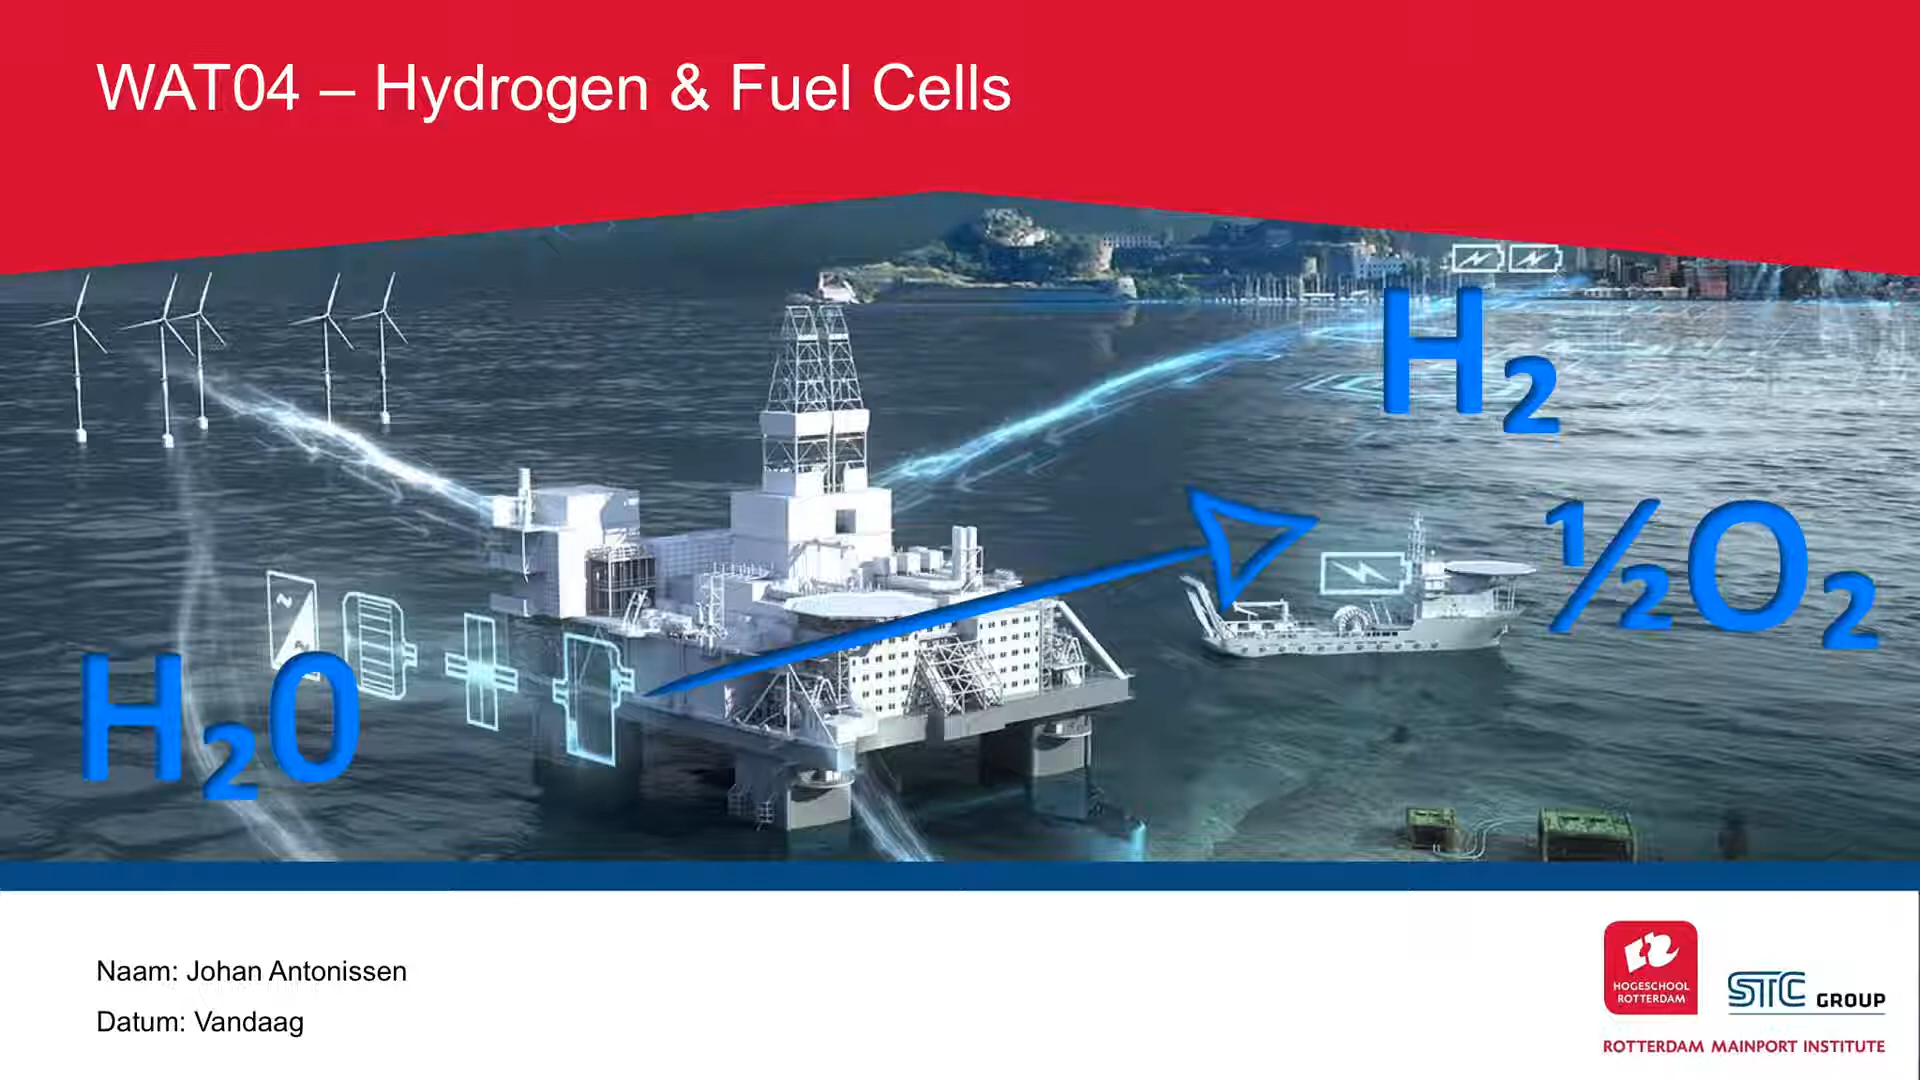 WAT04 – Hydrogen & Fuel Cells
H₂
½O₂
H₂0
Naam: Johan Antonissen
Datum: Vandaag
HOGESCHOOL
ROTTERDAM
STC GROUP
ROTTERDAM MAINPORT INSTITUTE